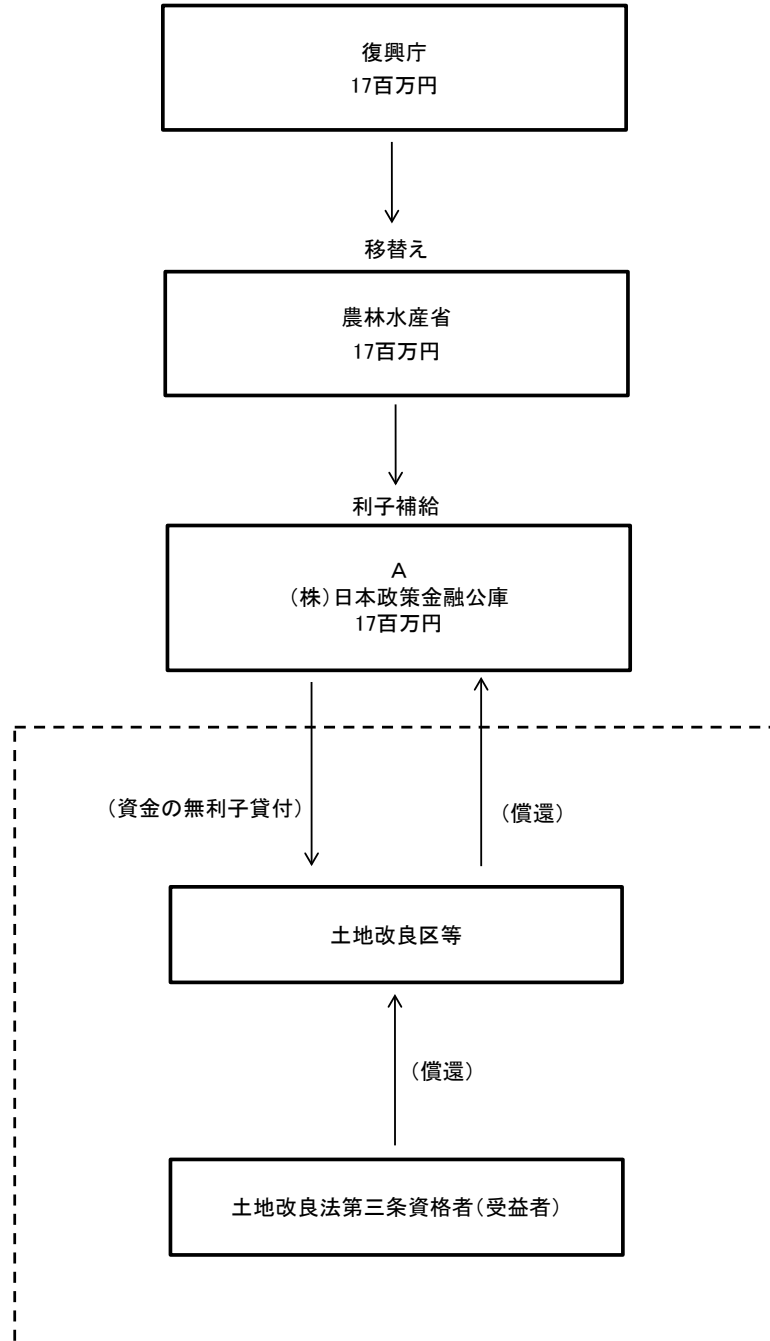 復興庁
17百万円
移替え
農林水産省
17百万円
利子補給
A
（株）日本政策金融公庫
17百万円
（資金の無利子貸付）
（償還）
土地改良区等
（償還）
土地改良法第三条資格者（受益者）